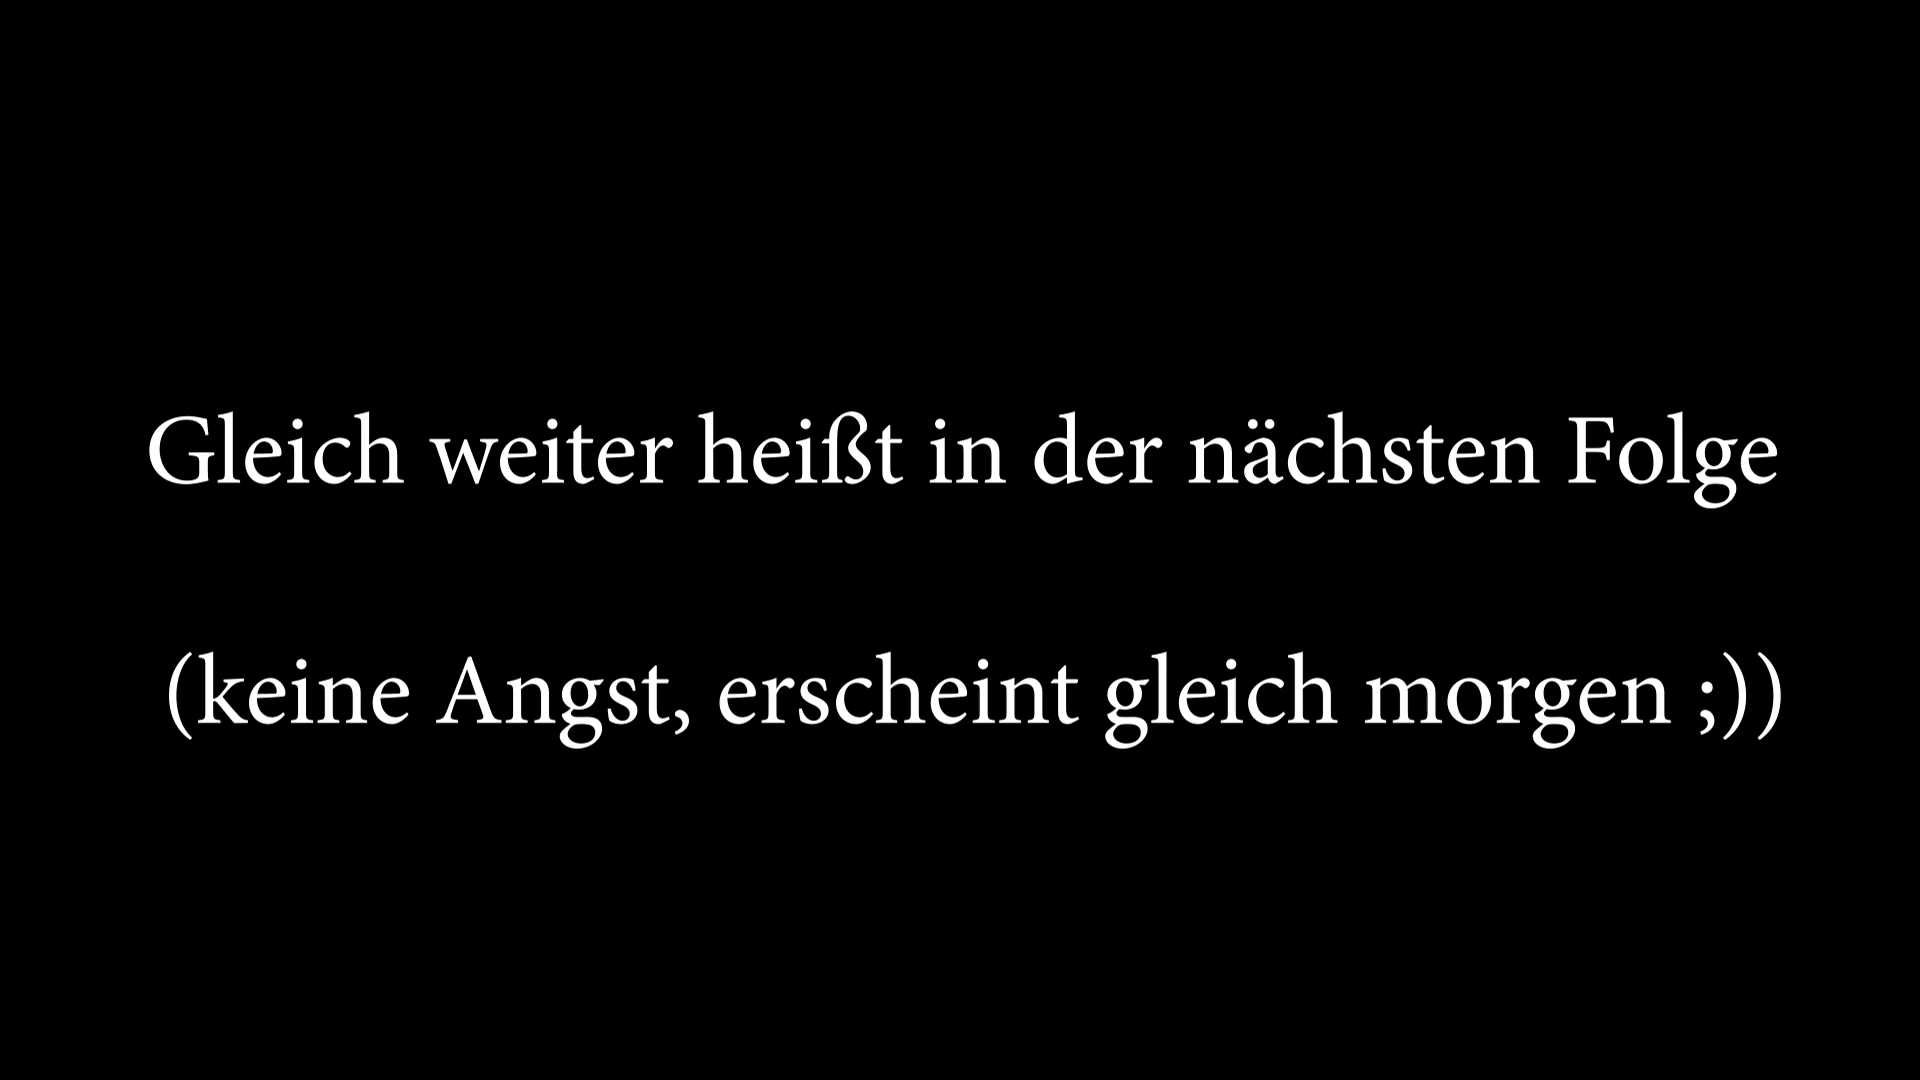 Gleich weiter heißt in der nächsten Folge
(keine Angst, erscheint gleich morgen ;))